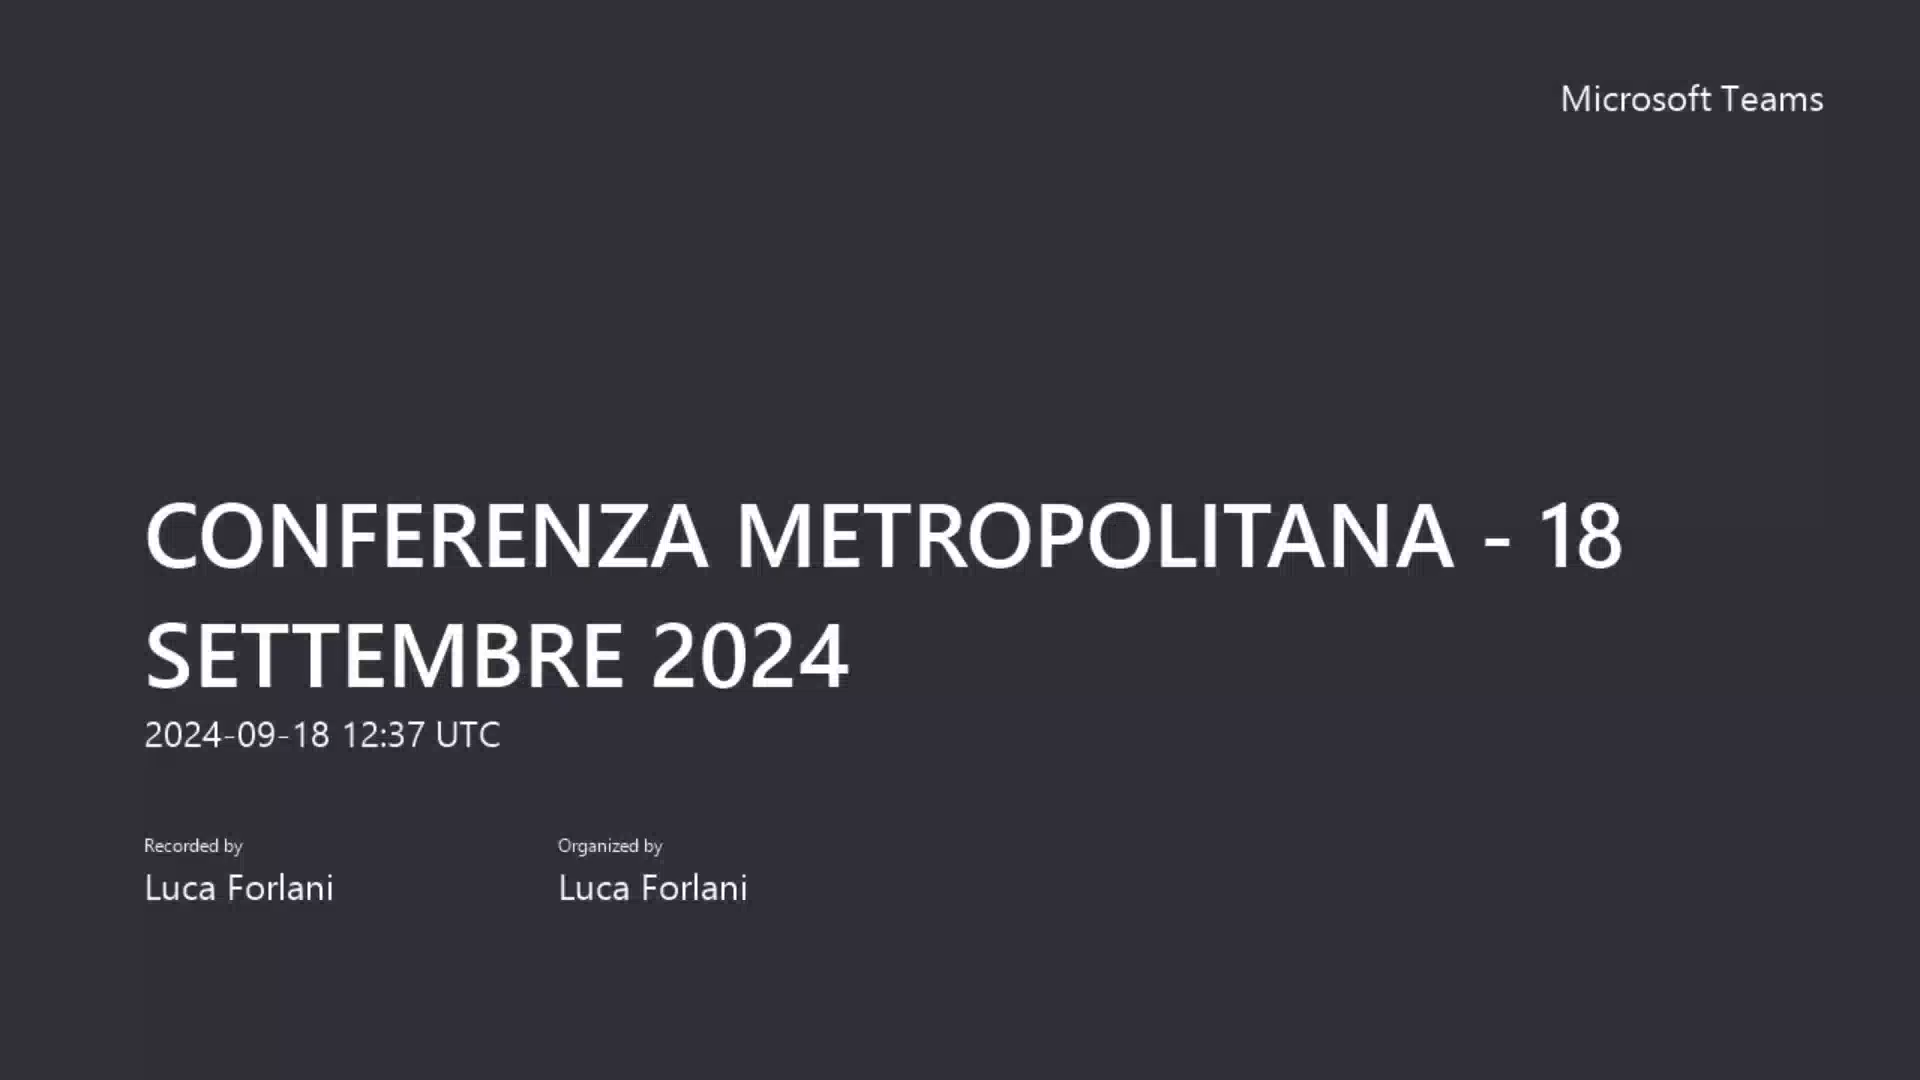 Microsoft Teams
CONFERENZA METROPOLITANA - 18
SETTEMBRE 2024
2024-09-18 12:37 UTC
Recorded by
Luca Forlani
Organized by
Luca Forlani